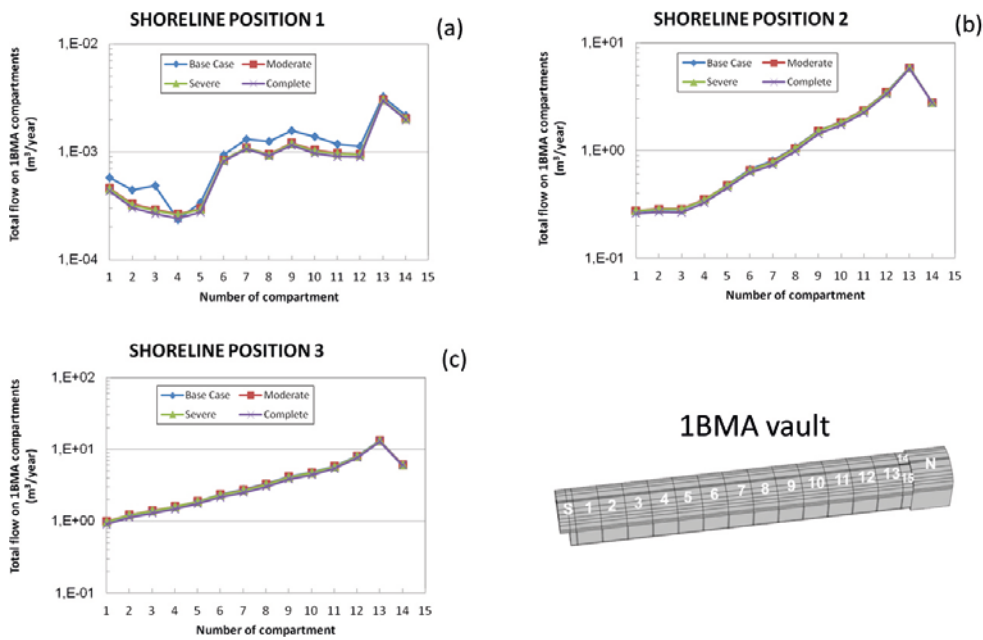 SHORELINE POSITION 1
(a)
Total flow on 1BMA compartments
(m³/year)
1,E-02
1,E-03
1,E-04
Base Case
Moderate
Severe
Complete
1 2 3 4 5 6 7 8 9 10 11 12 13 14 15
Number of compartment
SHORELINE POSITION 2
(b)
Total flow on 1BMA compartments
(m³/year)
1,E+01
1,E+00
1,E-01
Base Case
Moderate
Severe
Complete
1 2 3 4 5 6 7 8 9 10 11 12 13 14 15
Number of compartment
SHORELINE POSITION 3
(c)
Total flow on 1BMA compartments
(m³/year)
1,E+02
1,E+01
1,E+00
1,E-01
Base Case
Moderate
Severe
Complete
1 2 3 4 5 6 7 8 9 10 11 12 13 14 15
Number of compartment
1BMA vault
S 1 2 3 4 5 6 7 8 9 10 11 12 13 14 15 N